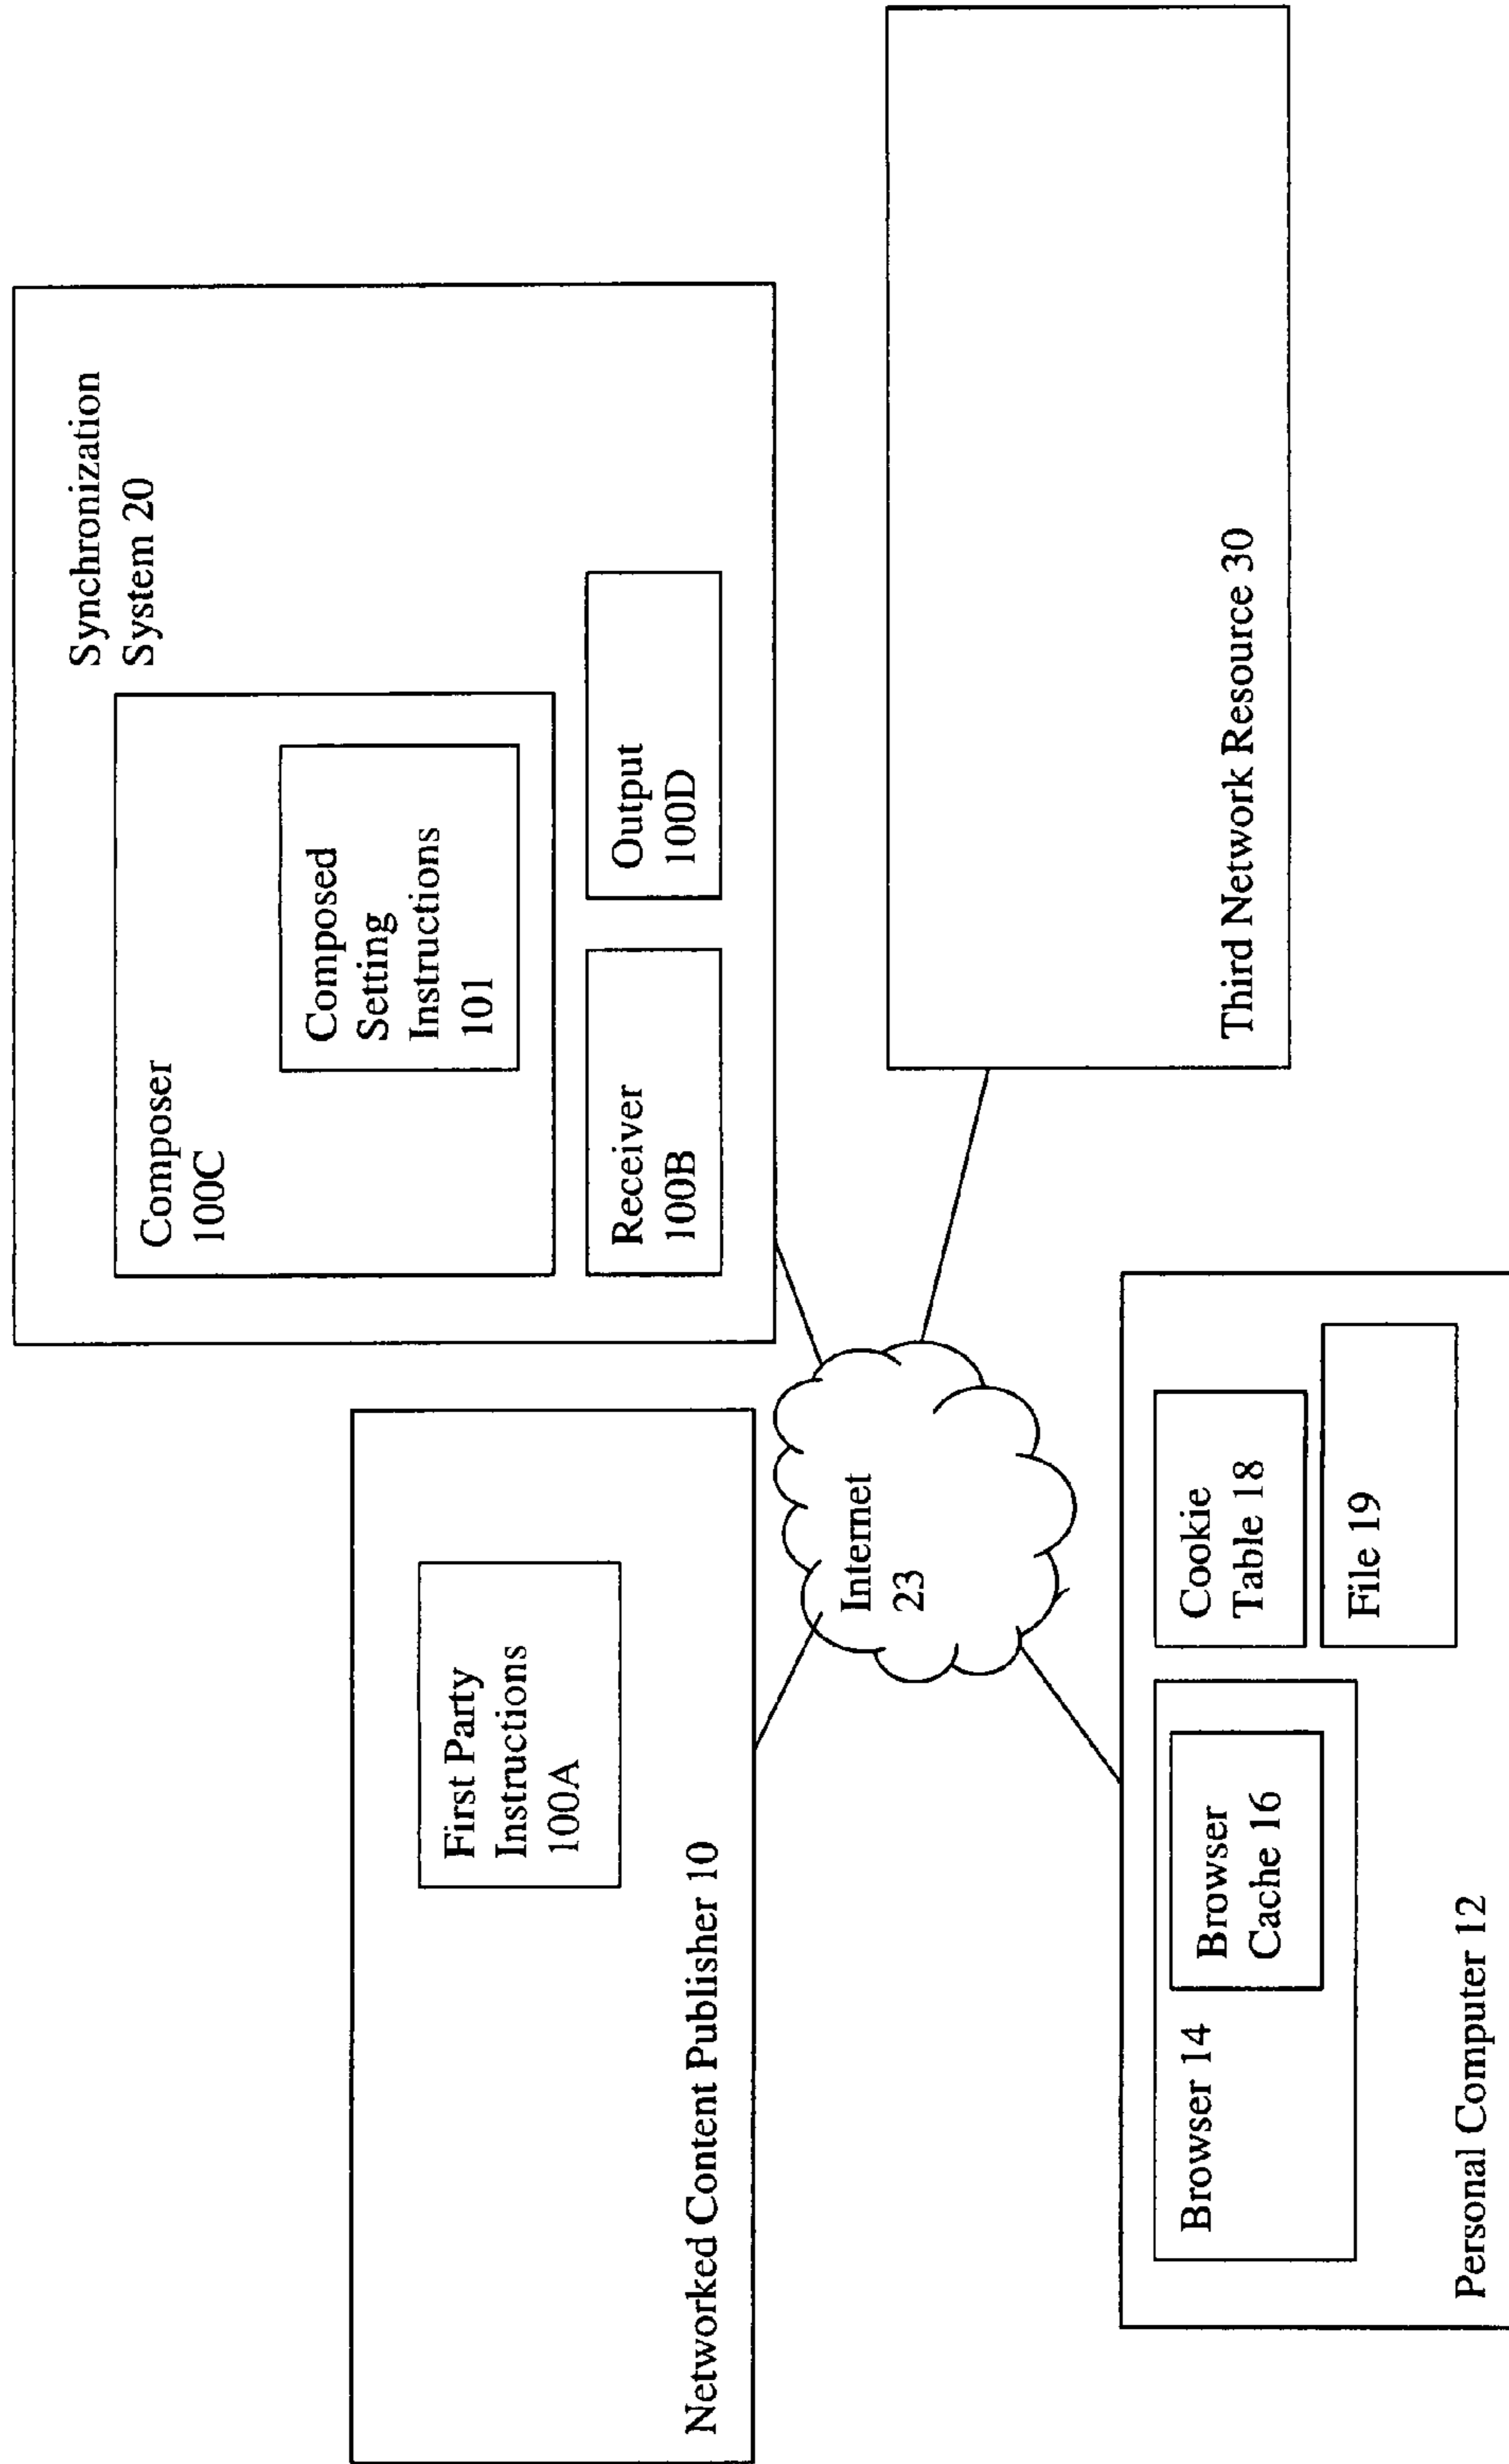 Networked Content Publisher 10
First Party
Instructions
100A
Synchronization
System 20
Composer
100C
Composed
Setting
Instructions
101
Receiver
100B
Output
100D
Internet
23
Personal Computer 12
Browser 14
Browser
Cache 16
Cookie
Table 18
File 19
Third Network Resource 30